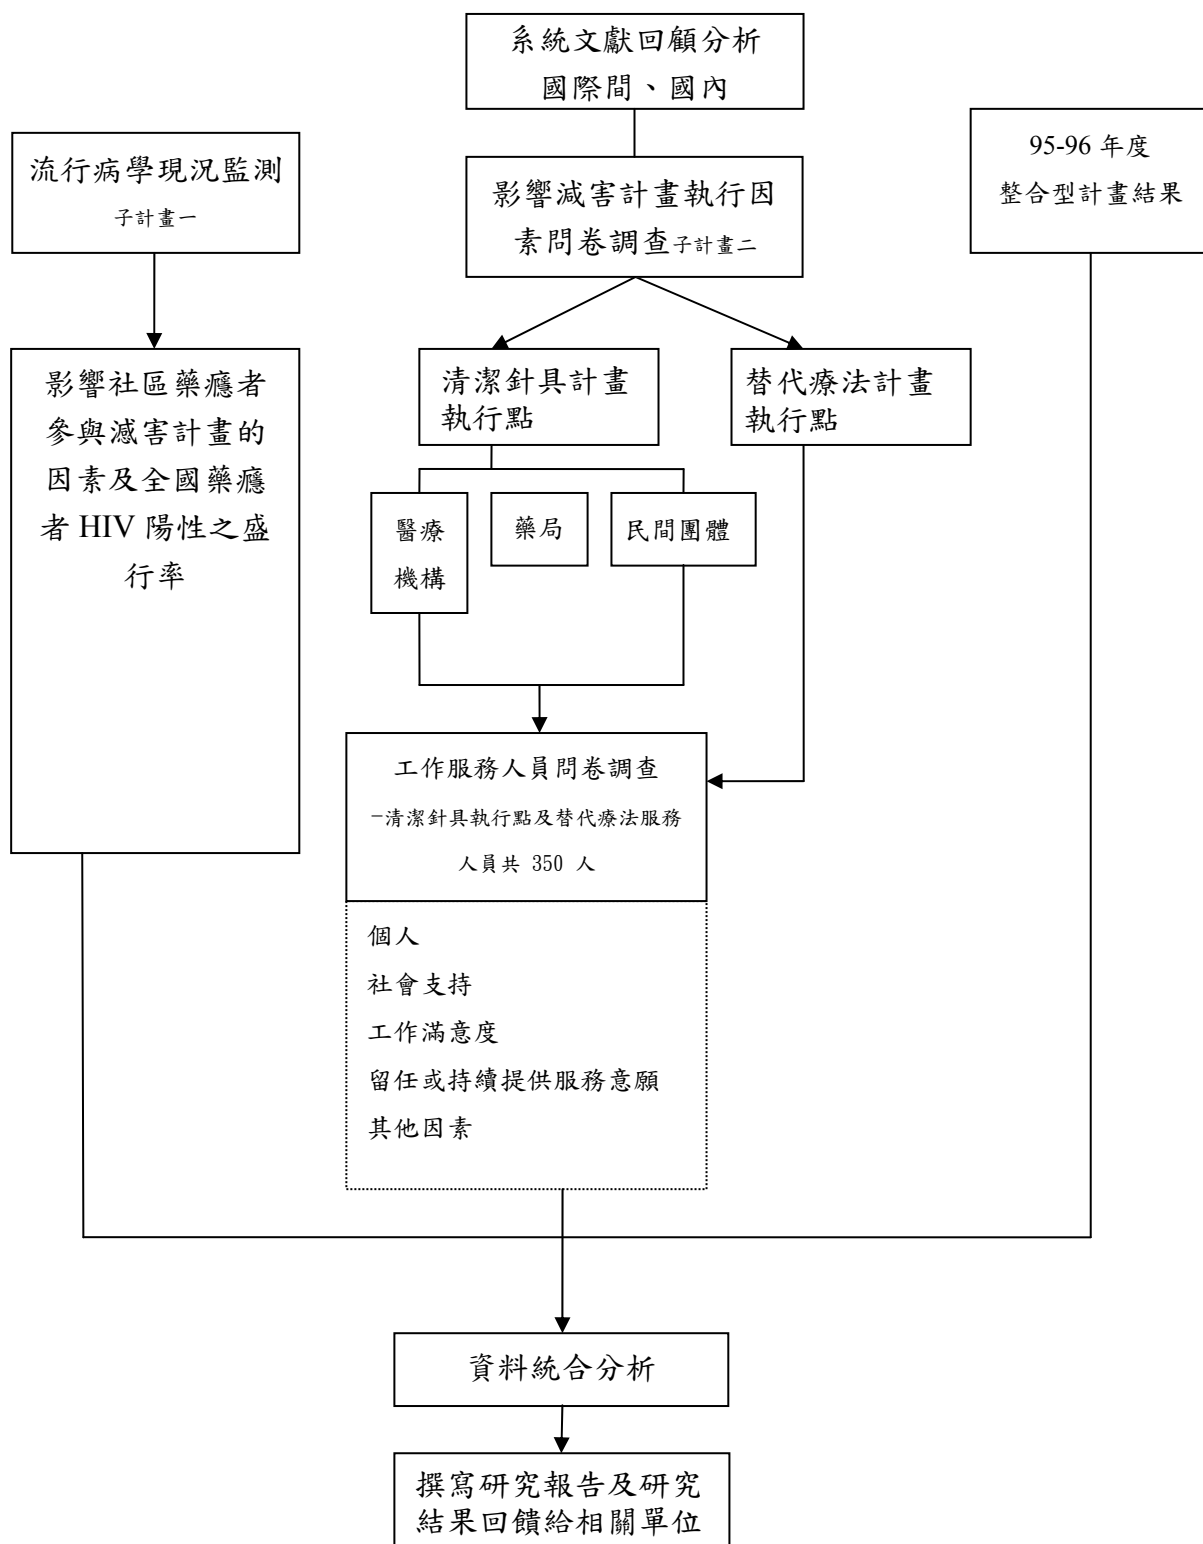 系統文獻回顧分析
國際間、國內
流行病學現況監測
子計畫一
影響減害計畫執行因
素問卷調查子計畫二
95-96 年度
整合型計畫結果
影響社區藥癮者
參與減害計畫的
因素及全國藥癮
者 HIV 陽性之盛
行率
清潔針具計畫
執行點
替代療法計畫
執行點
醫療
機構
藥局
民間團體
工作服務人員問卷調查
–清潔針具執行點及替代療法服務
人員共 350 人
個人
社會支持
工作滿意度
留任或持續提供服務意願
其他因素
資料統合分析
撰寫研究報告及研究
結果回饋給相關單位